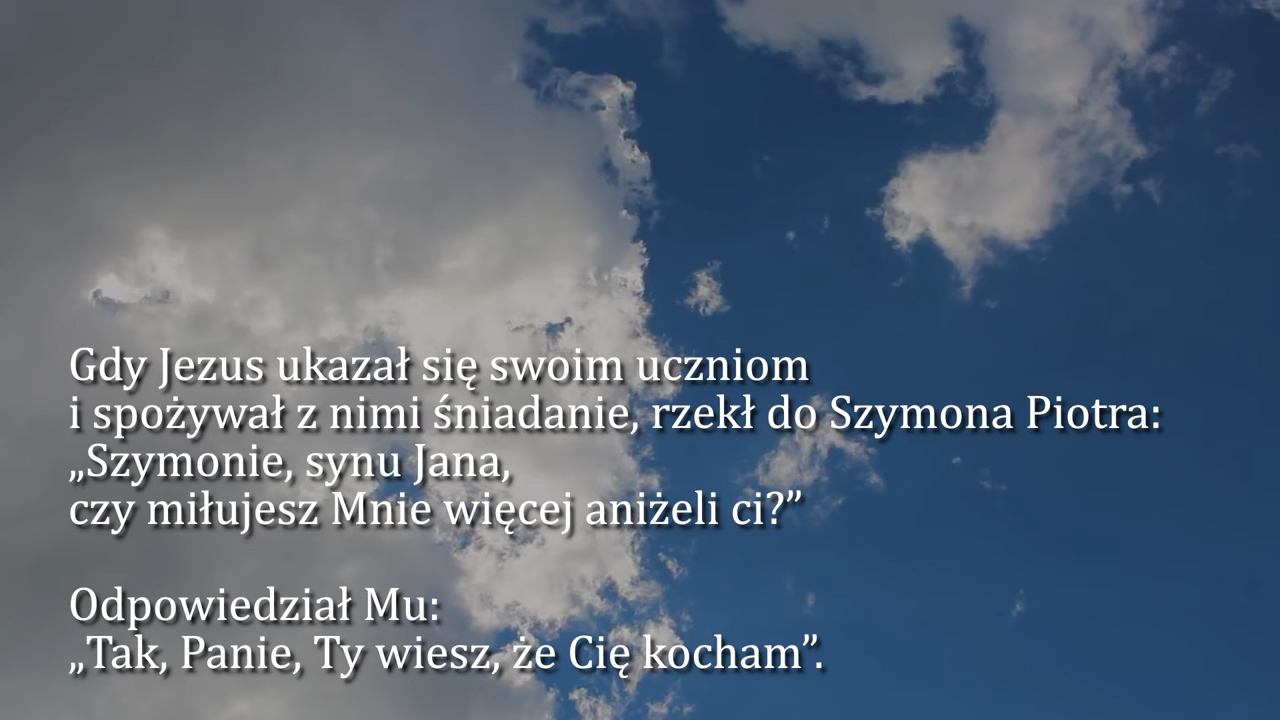 Gdy Jezus ukazał się swoim uczniom
i spożywał z nimi śniadanie, rzekł do Szymona Piotra:
„Szymonie, synu Jana,
czy miłujesz Mnie więcej aniżeli ci?”
Odpowiedział Mu:
„Tak, Panie, Ty wiesz, że Cię kocham”.